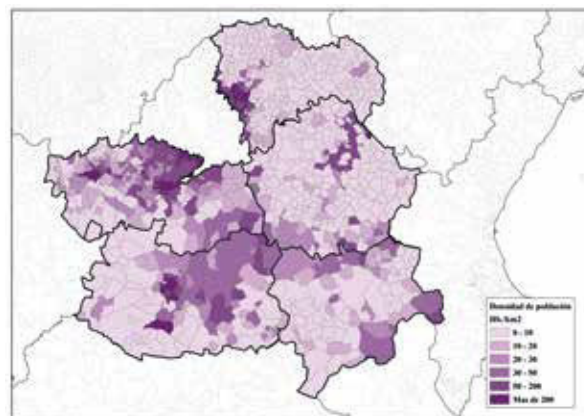 Densidad de población
Hb/Km2
0 - 10
10 - 20
20 - 30
30 - 50
50 - 200
Mas de 200